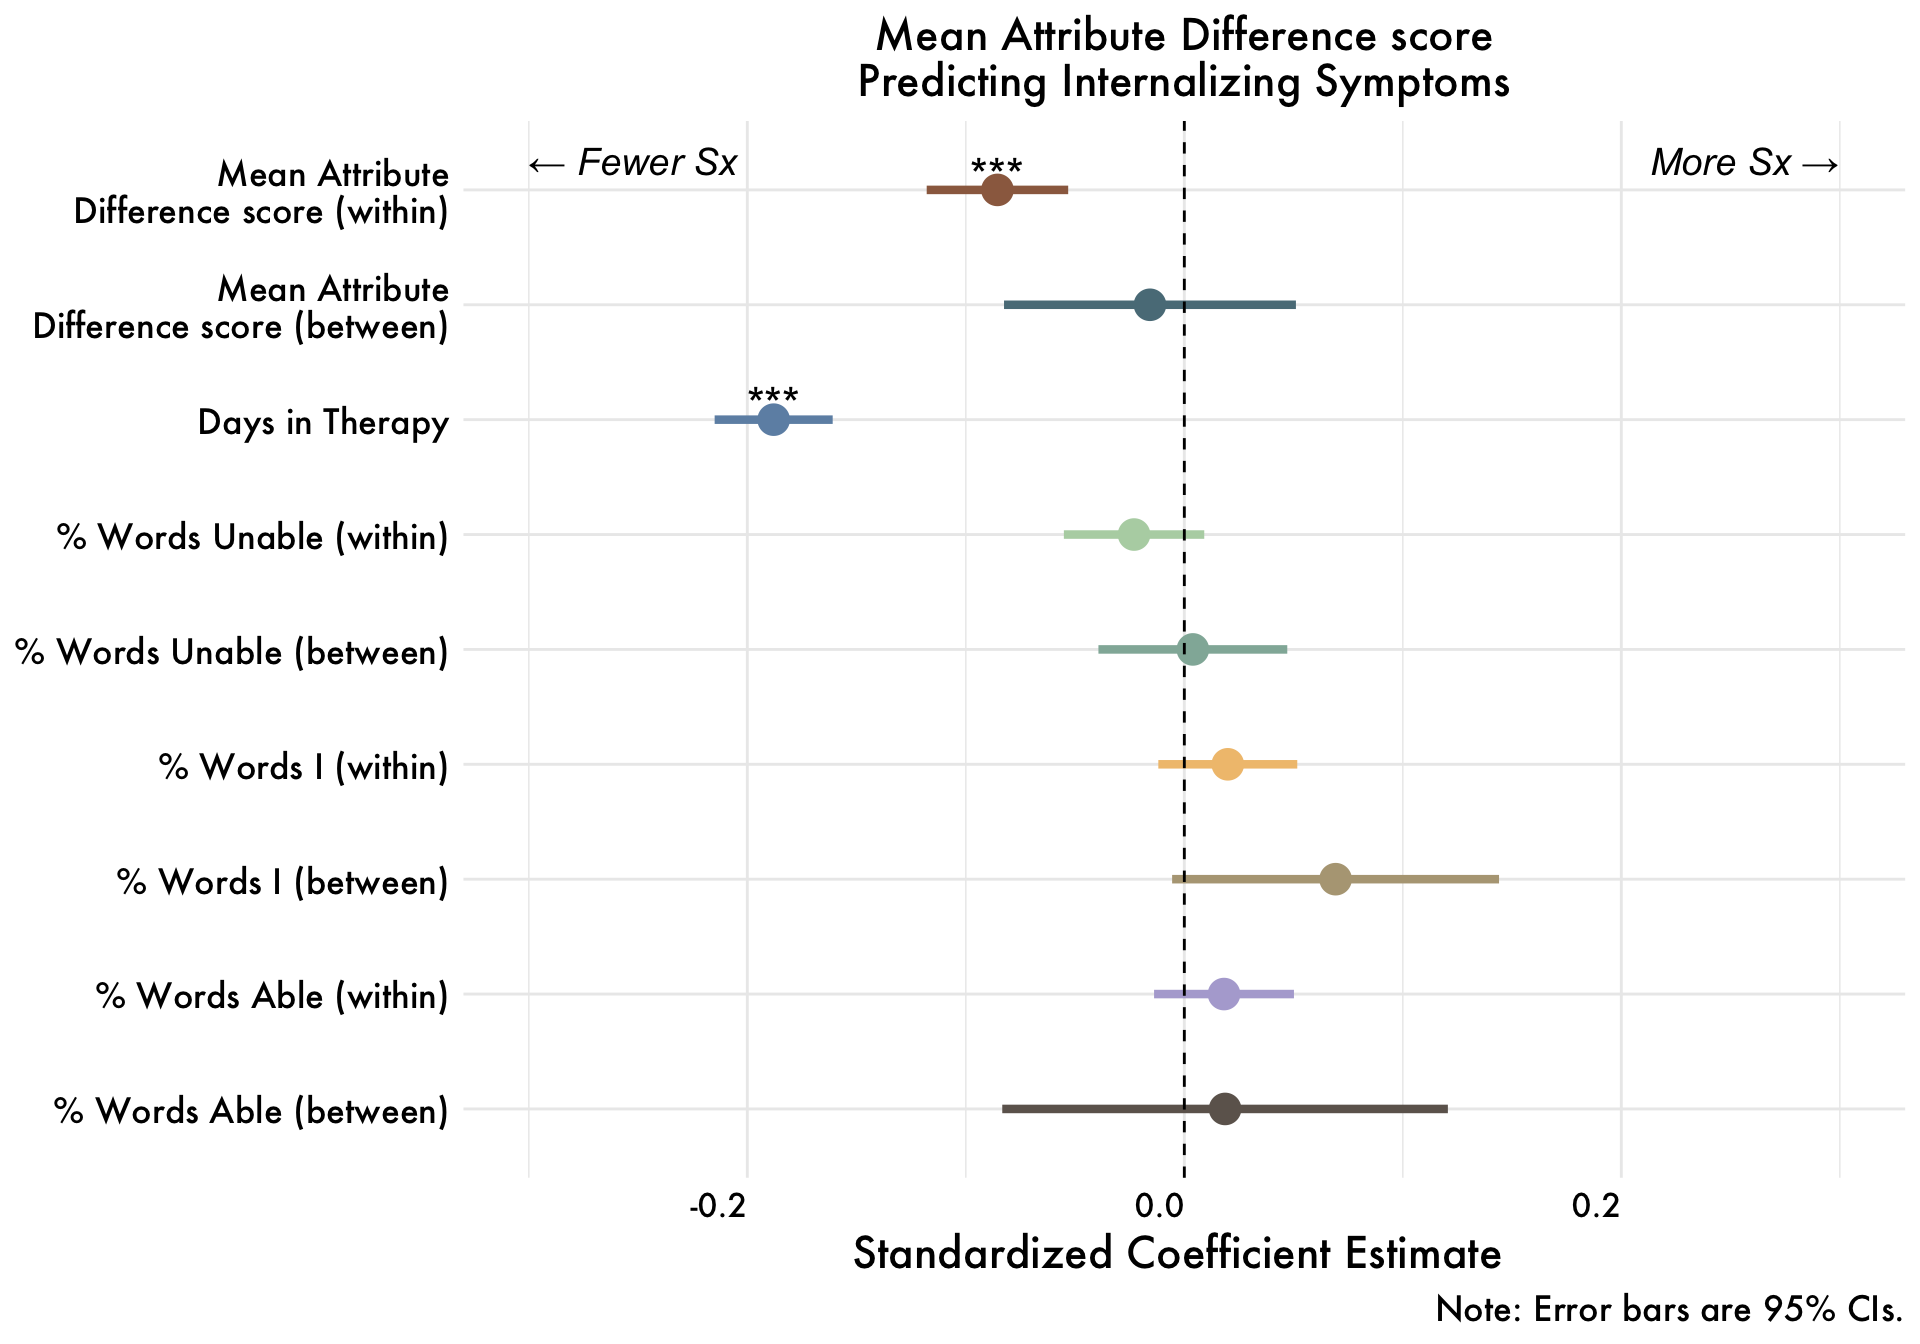 Mean Attribute Difference score
Predicting Internalizing Symptoms
← Fewer Sx
More Sx →
Mean Attribute
Difference score (within)
***
Mean Attribute
Difference score (between)
Days in Therapy
***
% Words Unable (within)
% Words Unable (between)
% Words I (within)
% Words I (between)
% Words Able (within)
% Words Able (between)
-0.2
0.0
0.2
Standardized Coefficient Estimate
Note: Error bars are 95% CIs.